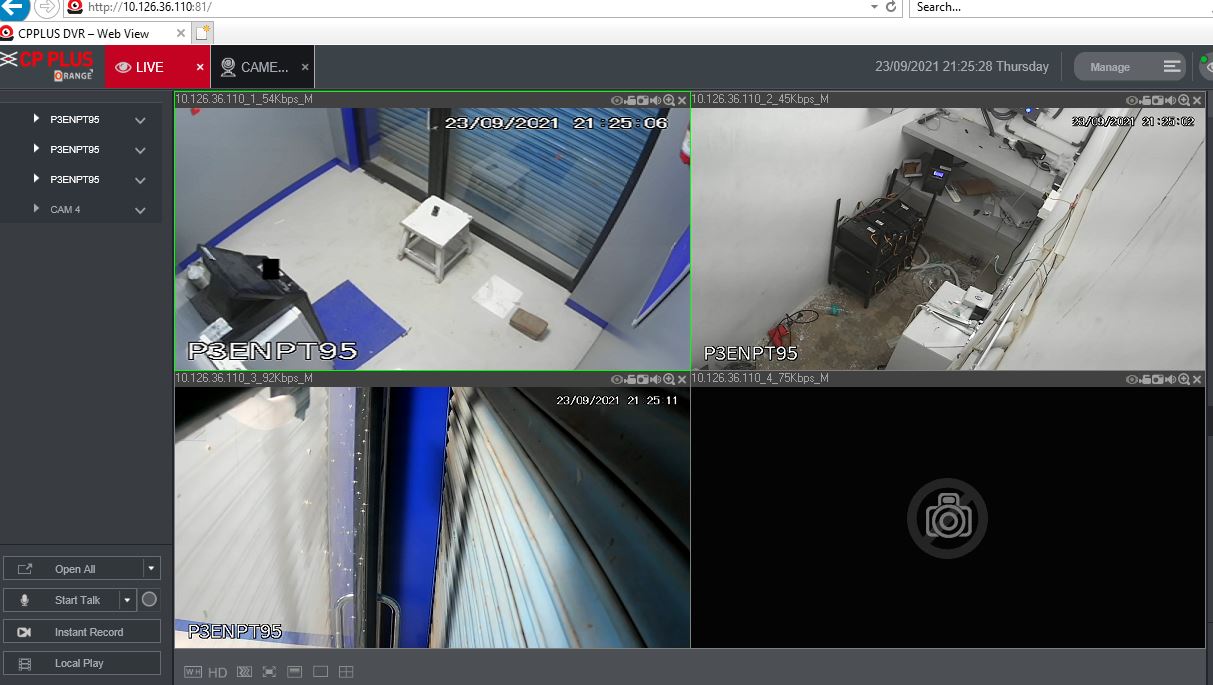 http://10.126.36.110:81/
Search...
CPPLUS DVR – Web View
CP PLUS
ORANGE
LIVE
CAME...
23/09/2021 21:25:28 Thursday
Manage
P3ENPT95
P3ENPT95
P3ENPT95
CAM 4
10.126.36.110_1_54Kbps_M
23/09/2021 21:25:06
P3ENPT95
10.126.36.110_2_45Kbps_M
23/09/2021 21:25:02
P3ENPT95
10.126.36.110_3_92Kbps_M
23/09/2021 21 25 11
P3ENPT95
10.126.36.110_4_75Kbps_M
Open All
Start Talk
Instant Record
Local Play
W:H HD